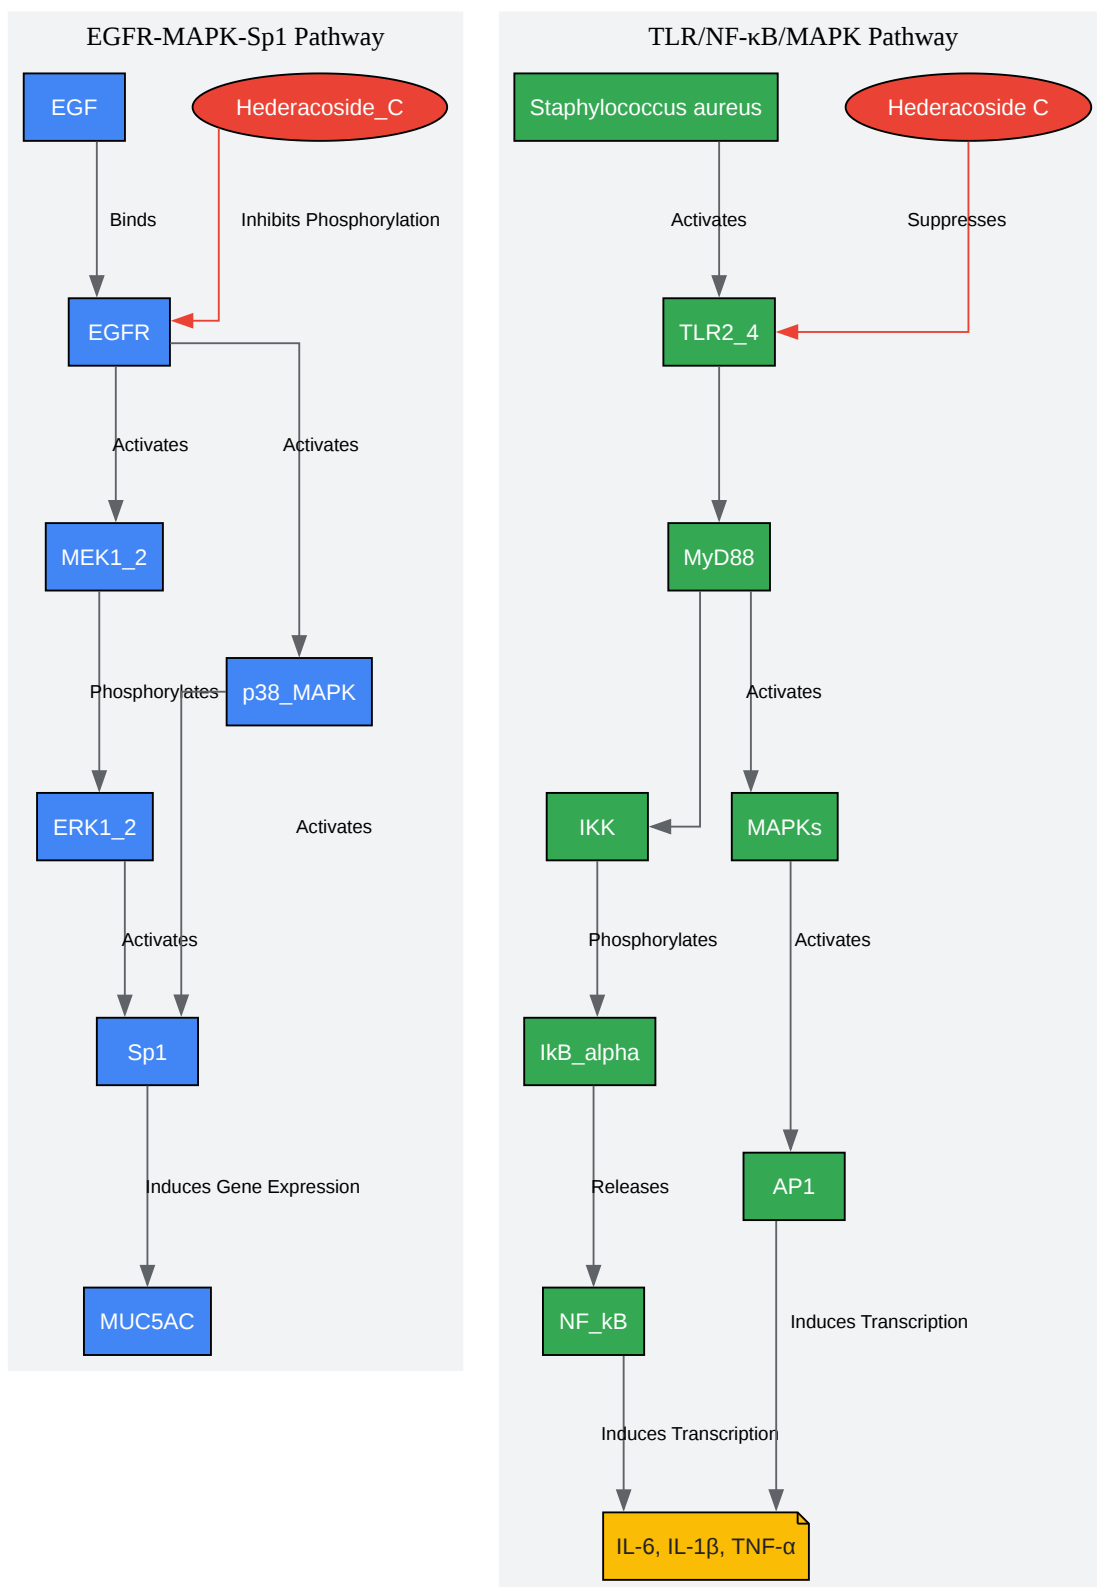 EGFR-MAPK-Sp1 Pathway
EGF
Hederacoside_C
Binds
Inhibits Phosphorylation
EGFR
Activates
Activates
MEK1_2
Phosphorylates
p38_MAPK
ERK1_2
Activates
Activates
Sp1
Induces Gene Expression
MUC5AC
TLR/NF-κB/MAPK Pathway
Staphylococcus aureus
Hederacoside C
Activates
Suppresses
TLR2_4
MyD88
Activates
IKK
MAPKs
Phosphorylates
Activates
IkB_alpha
Releases
AP1
NF_kB
Induces Transcription
Induces Transcription
IL-6, IL-1β, TNF-α